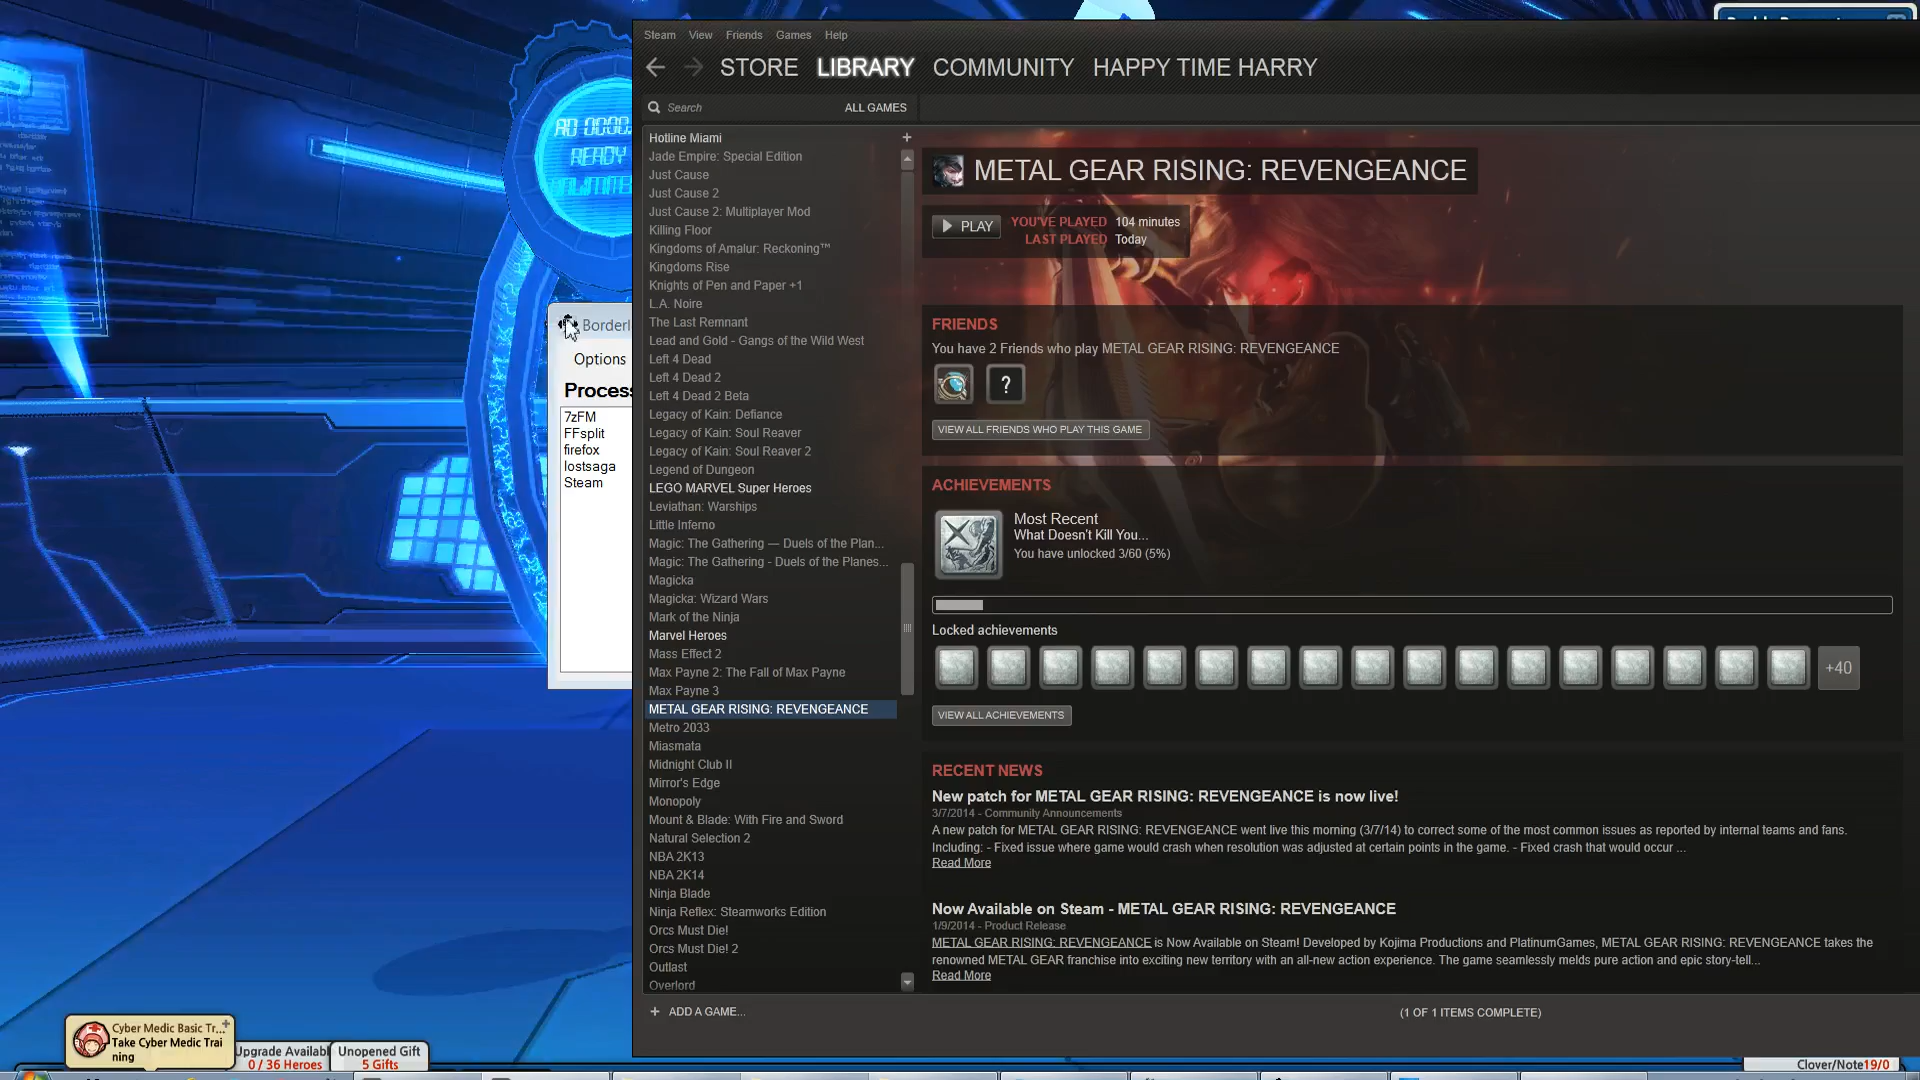 Steam View Friends Games Help
STORE LIBRARY COMMUNITY HAPPY TIME HARRY
Search ALL GAMES
Hotline Miami +
Jade Empire: Special Edition
Just Cause
Just Cause 2
Just Cause 2: Multiplayer Mod
Killing Floor
Kingdoms of Amalur: Reckoning™
Kingdoms Rise
Knights of Pen and Paper +1
L.A. Noire
The Last Remnant
Lead and Gold - Gangs of the Wild West
Left 4 Dead
Left 4 Dead 2
Left 4 Dead 2 Beta
Legacy of Kain: Defiance
Legacy of Kain: Soul Reaver
Legacy of Kain: Soul Reaver 2
Legend of Dungeon
LEGO MARVEL Super Heroes
Leviathan: Warships
Little Inferno
Magic: The Gathering — Duels of the Plan...
Magic: The Gathering - Duels of the Planes...
Magicka
Magicka: Wizard Wars
Mark of the Ninja
Marvel Heroes
Mass Effect 2
Max Payne 2: The Fall of Max Payne
Max Payne 3
METAL GEAR RISING: REVENGEANCE
Metro 2033
Miasmata
Midnight Club II
Mirror's Edge
Monopoly
Mount & Blade: With Fire and Sword
Natural Selection 2
NBA 2K13
NBA 2K14
Ninja Blade
Ninja Reflex: Steamworks Edition
Orcs Must Die!
Orcs Must Die! 2
Outlast
Overlord
+ ADD A GAME...
METAL GEAR RISING: REVENGEANCE
PLAY
YOU'VE PLAYED 104 minutes
LAST PLAYED Today
FRIENDS
You have 2 Friends who play METAL GEAR RISING: REVENGEANCE
?
VIEW ALL FRIENDS WHO PLAY THIS GAME
ACHIEVEMENTS
Most Recent
What Doesn't Kill You...
You have unlocked 3/60 (5%)
Locked achievements
+40
VIEW ALL ACHIEVEMENTS
RECENT NEWS
New patch for METAL GEAR RISING: REVENGEANCE is now live!
3/7/2014 - Community Announcements
A new patch for METAL GEAR RISING: REVENGEANCE went live this morning (3/7/14) to correct some of the most common issues as reported by internal teams and fans.
Including: - Fixed issue where game would crash when resolution was adjusted at certain points in the game. - Fixed crash that would occur ...
Read More
Now Available on Steam - METAL GEAR RISING: REVENGEANCE
1/9/2014 - Product Release
METAL GEAR RISING: REVENGEANCE is Now Available on Steam! Developed by Kojima Productions and PlatinumGames, METAL GEAR RISING: REVENGEANCE takes the
renowned METAL GEAR franchise into exciting new territory with an all-new action experience. The game seamlessly melds pure action and epic story-tell...
Read More
(1 OF 1 ITEMS COMPLETE)
Borderl
Options
Process
7zFM
FFsplit
firefox
lostsaga
Steam
READY
Cyber Medic Basic Tr...
Take Cyber Medic Trai
ning
Upgrade Availabl
0 / 36 Heroes
Unopened Gift
5 Gifts
Clover/Note19/0